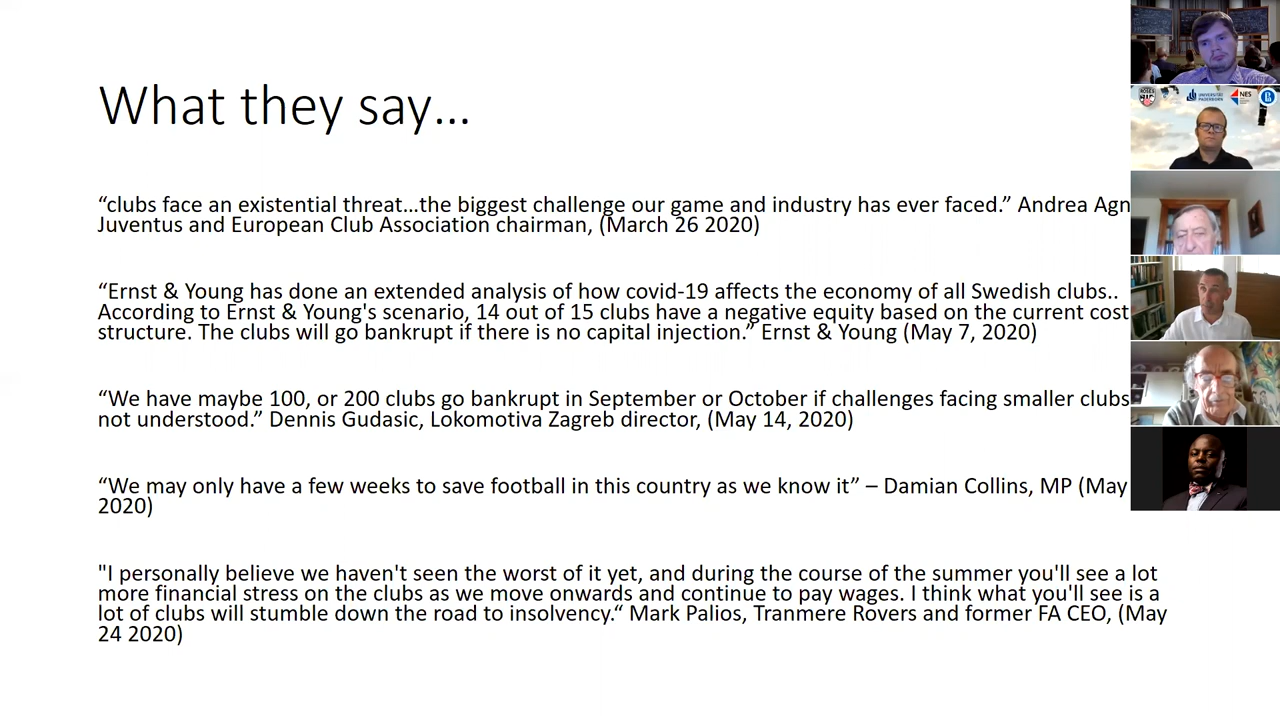 What they say...
“clubs face an existential threat…the biggest challenge our game and industry has ever faced.” Andrea Agn
Juventus and European Club Association chairman, (March 26 2020)
“Ernst & Young has done an extended analysis of how covid-19 affects the economy of all Swedish clubs..
According to Ernst & Young's scenario, 14 out of 15 clubs have a negative equity based on the current cost
structure. The clubs will go bankrupt if there is no capital injection.” Ernst & Young (May 7, 2020)
“We have maybe 100, or 200 clubs go bankrupt in September or October if challenges facing smaller clubs
not understood.” Dennis Gudasic, Lokomotiva Zagreb director, (May 14, 2020)
“We may only have a few weeks to save football in this country as we know it” – Damian Collins, MP (May
2020)
"I personally believe we haven't seen the worst of it yet, and during the course of the summer you'll see a lot
more financial stress on the clubs as we move onwards and continue to pay wages. I think what you'll see is a
lot of clubs will stumble down the road to insolvency.“ Mark Palios, Tranmere Rovers and former FA CEO, (May
24 2020)
UNIVERSITÄT
PADERBORN
NES